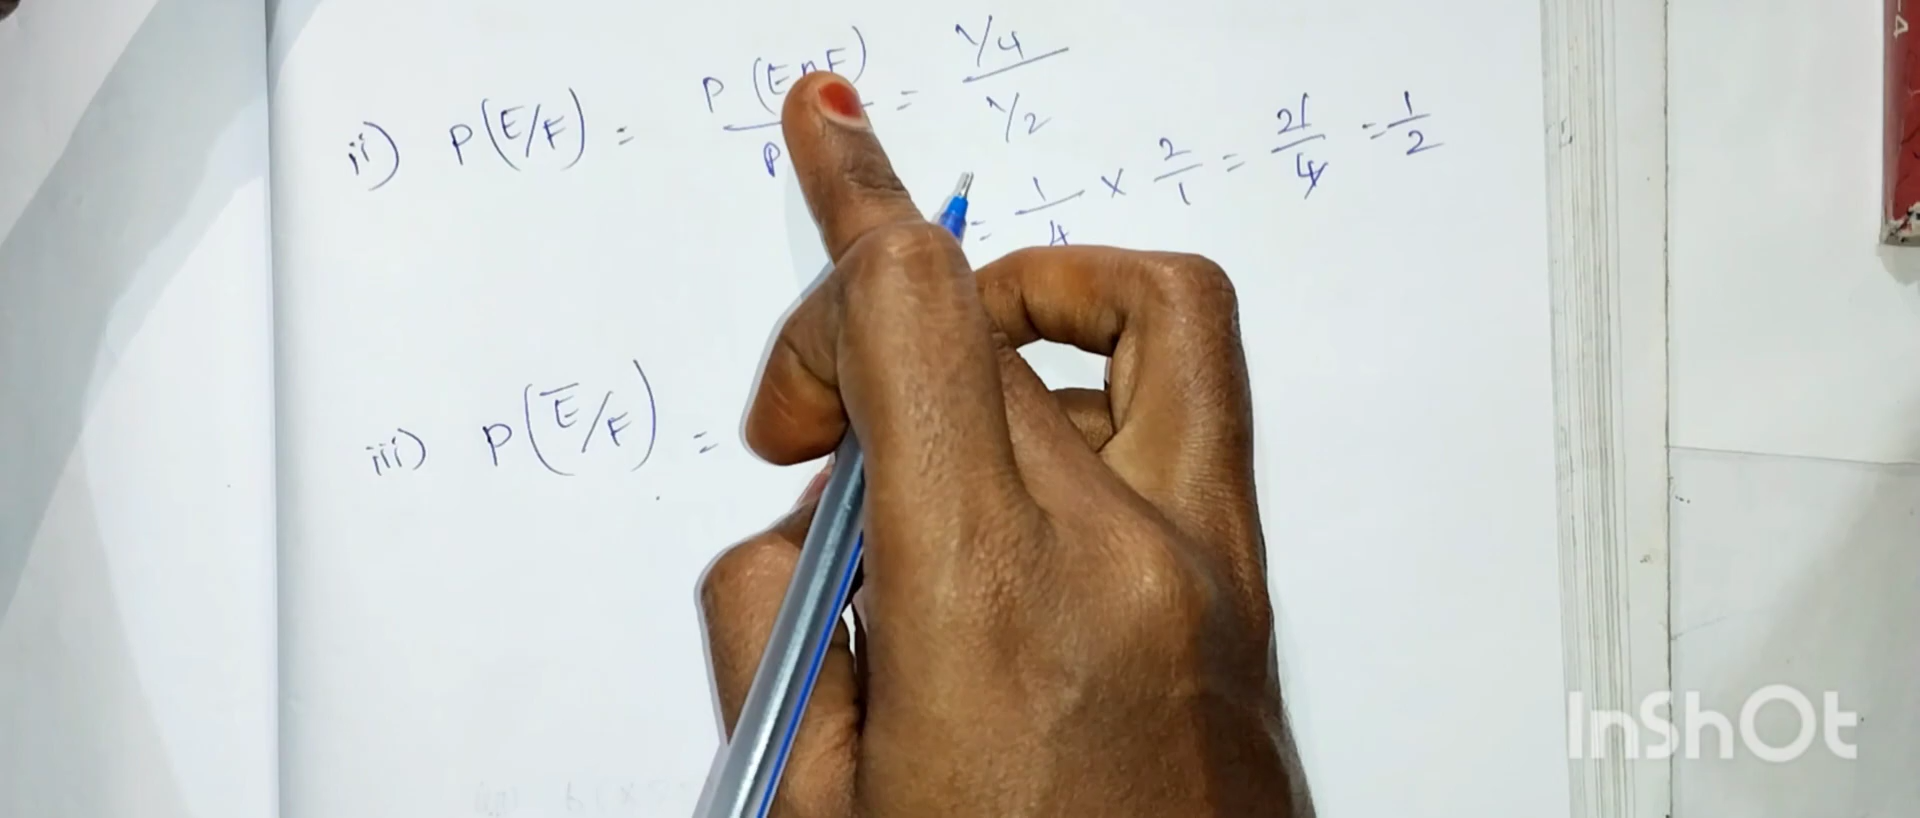 ii) P(E/F) = P(E∩F)/P = 1/4 / 1/2
= 1/4 × 2/1 = 2/4 = 1/2
iii) P(E̅/F) =
InShOt